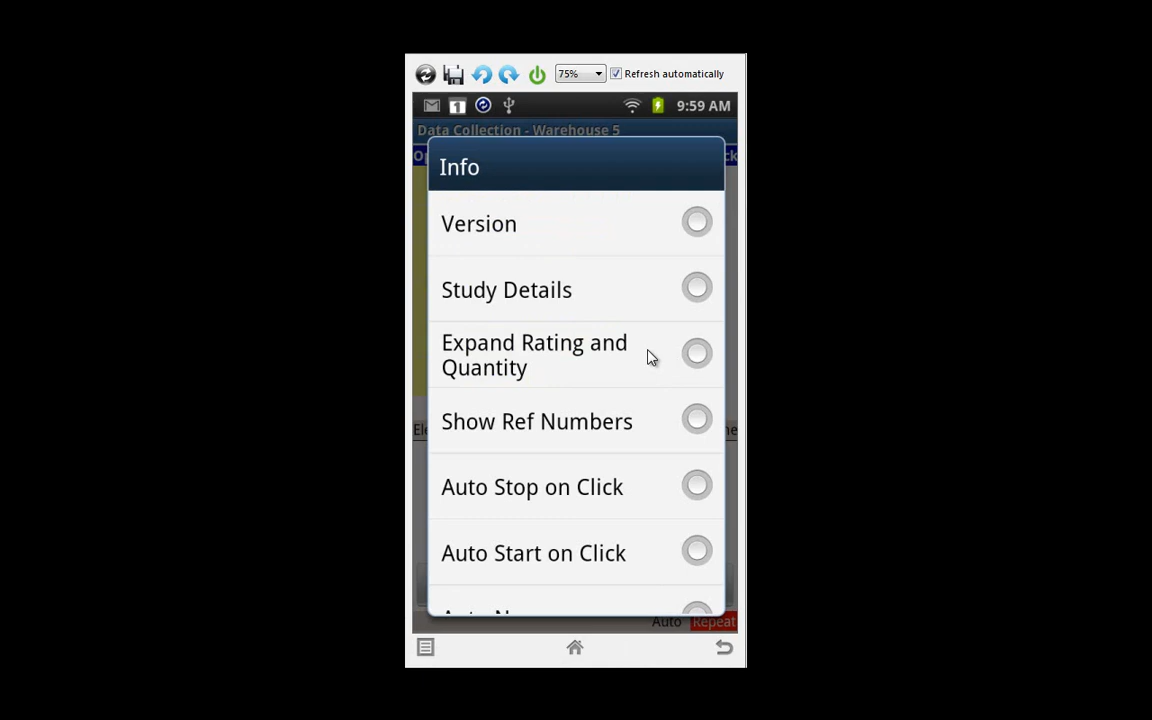 75%
Refresh automatically
1
9:59 AM
Data Collection - Warehouse 5
Info
Version
Study Details
Expand Rating and
Quantity
Show Ref Numbers
Auto Stop on Click
Auto Start on Click
Auto Repeat